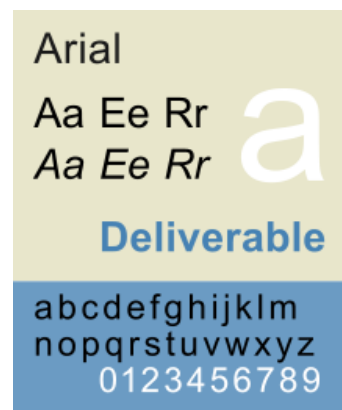 Arial
Aa Ee Rr
Aa Ee Rr
a
Deliverable
abcdefghijklm
nopqrstuvwxyz
0123456789